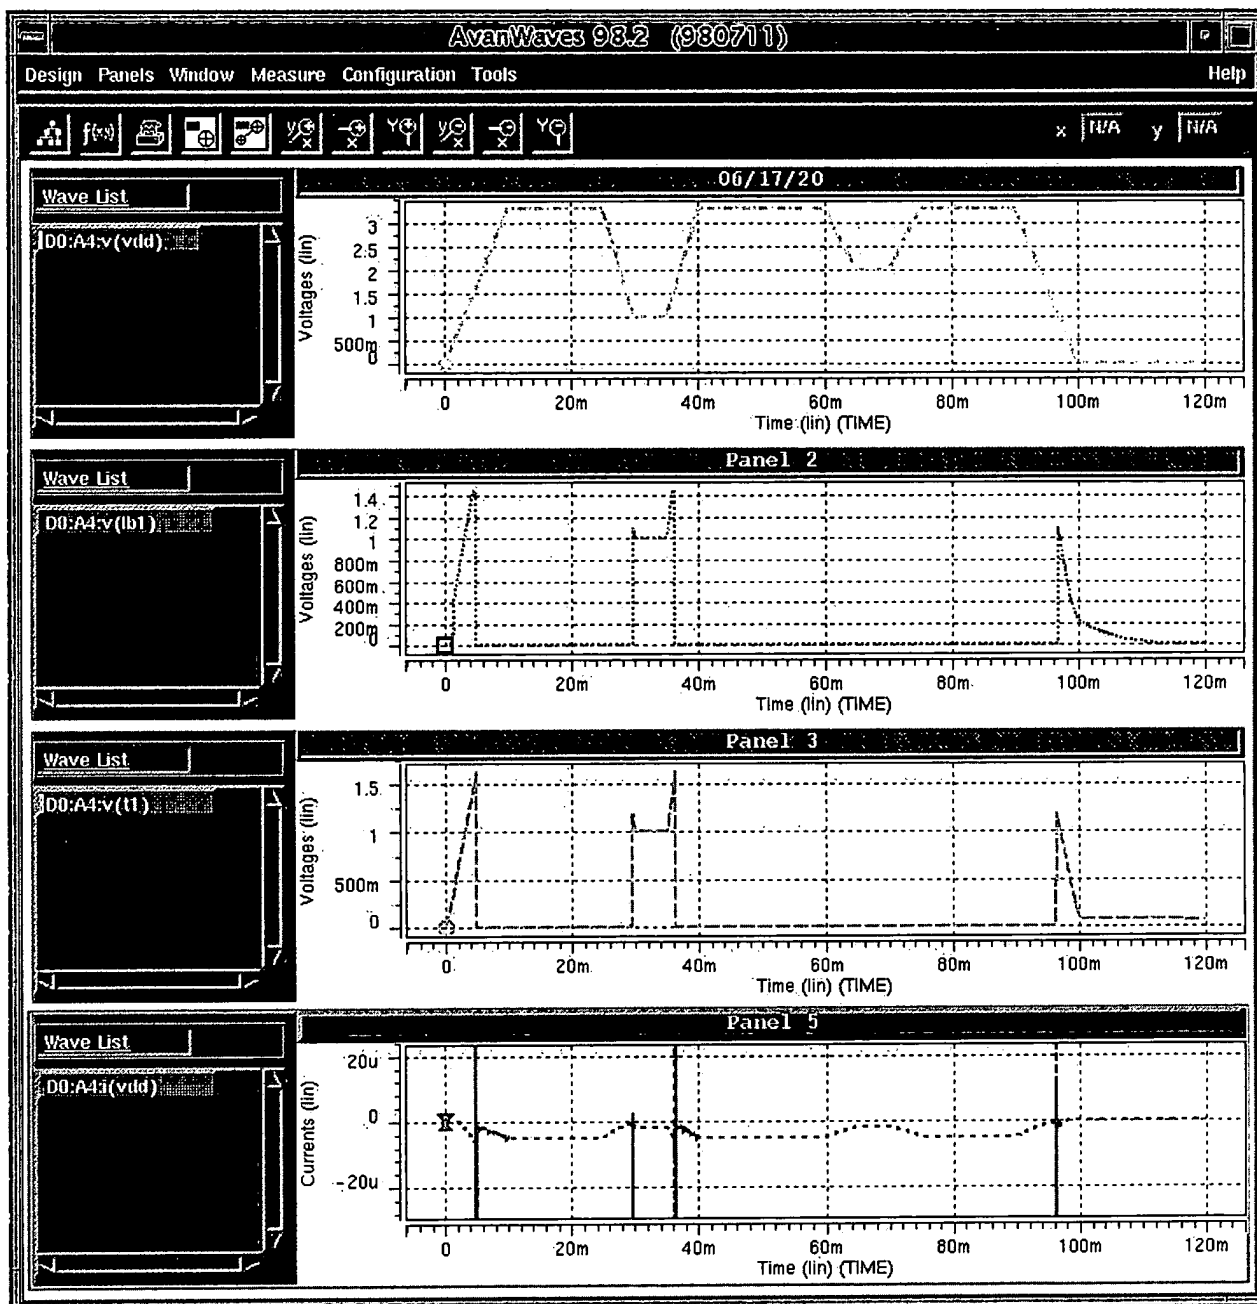 AvanWaves 98.2 (980711)
Design Panels Window Measure Configuration Tools Help
f(x,y) x N/A y N/A
06/17/20
Wave List
D0:A4:v(vdd)
Voltages (lin)
3
2.5
2
1.5
1
500m
0
0 20m 40m 60m 80m 100m 120m
Time (lin) (TIME)
Panel 2
Wave List
D0:A4:v(lb1)
Voltages (lin)
1.4
1.2
1
800m
600m
400m
200m
0
0 20m 40m 60m 80m 100m 120m
Time (lin) (TIME)
Panel 3
Wave List
D0:A4:v(t1)
Voltages (lin)
1.5
1
500m
0
0 20m 40m 60m 80m 100m 120m
Time (lin) (TIME)
Panel 5
Wave List
D0:A4:i(vdd)
Currents (lin)
20u
0
-20u
0 20m 40m 60m 80m 100m 120m
Time (lin) (TIME)